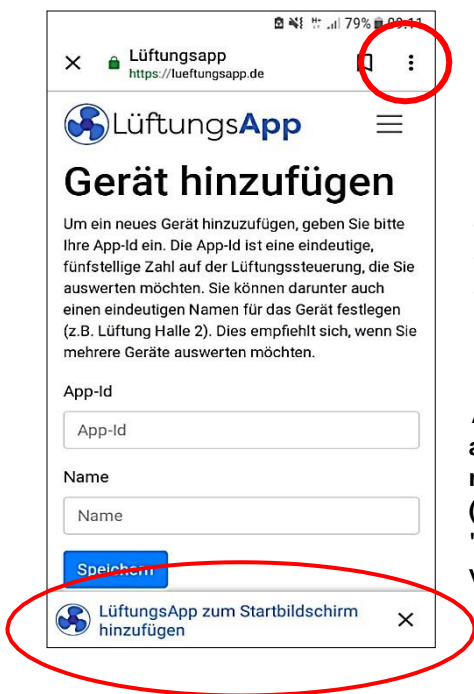 79% 09:11
Lüftungsapp
https://lueftungsapp.de
LüftungsApp
Gerät hinzufügen
Um ein neues Gerät hinzuzufügen, geben Sie bitte
Ihre App-Id ein. Die App-Id ist eine eindeutige,
fünfstellige Zahl auf der Lüftungssteuerung, die Sie
auswerten möchten. Sie können darunter auch
einen eindeutigen Namen für das Gerät festlegen
(z.B. Lüftung Halle 2). Dies empfiehlt sich, wenn Sie
mehrere Geräte auswerten möchten.
App-Id
App-Id
Name
Name
Speichern
LüftungsApp zum Startbildschirm
hinzufügen